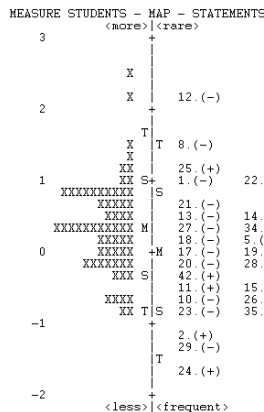 MEASURE STUDENTS - MAP - STATEMENTS
<more>|<rare>
3 +
|
|
X |
|
X | 12.(-)
2 +
|
T|
X |T 8.(-)
X |
XX | 25.(+)
1 XX S+ 1.(-) 22.
XXXXXXXXXX |S
XXXXX | 21.(-)
XXXX | 13.(-) 14.
XXXXXXXXXXX M | 27.(-) 34.
XXXXX | 18.(-) 5.(
0 XXXXX +M 17.(-) 19.
XXXXXXX | 20.(-) 28.
XXX S | 42.(+)
| 11.(+) 15.
XXXX | 10.(-) 26.
XX T|S 23.(-) 35.
-1 +
| 2.(+)
| 29.(-)
|T
| 24.(+)
|
-2 +
<less>|<frequent>